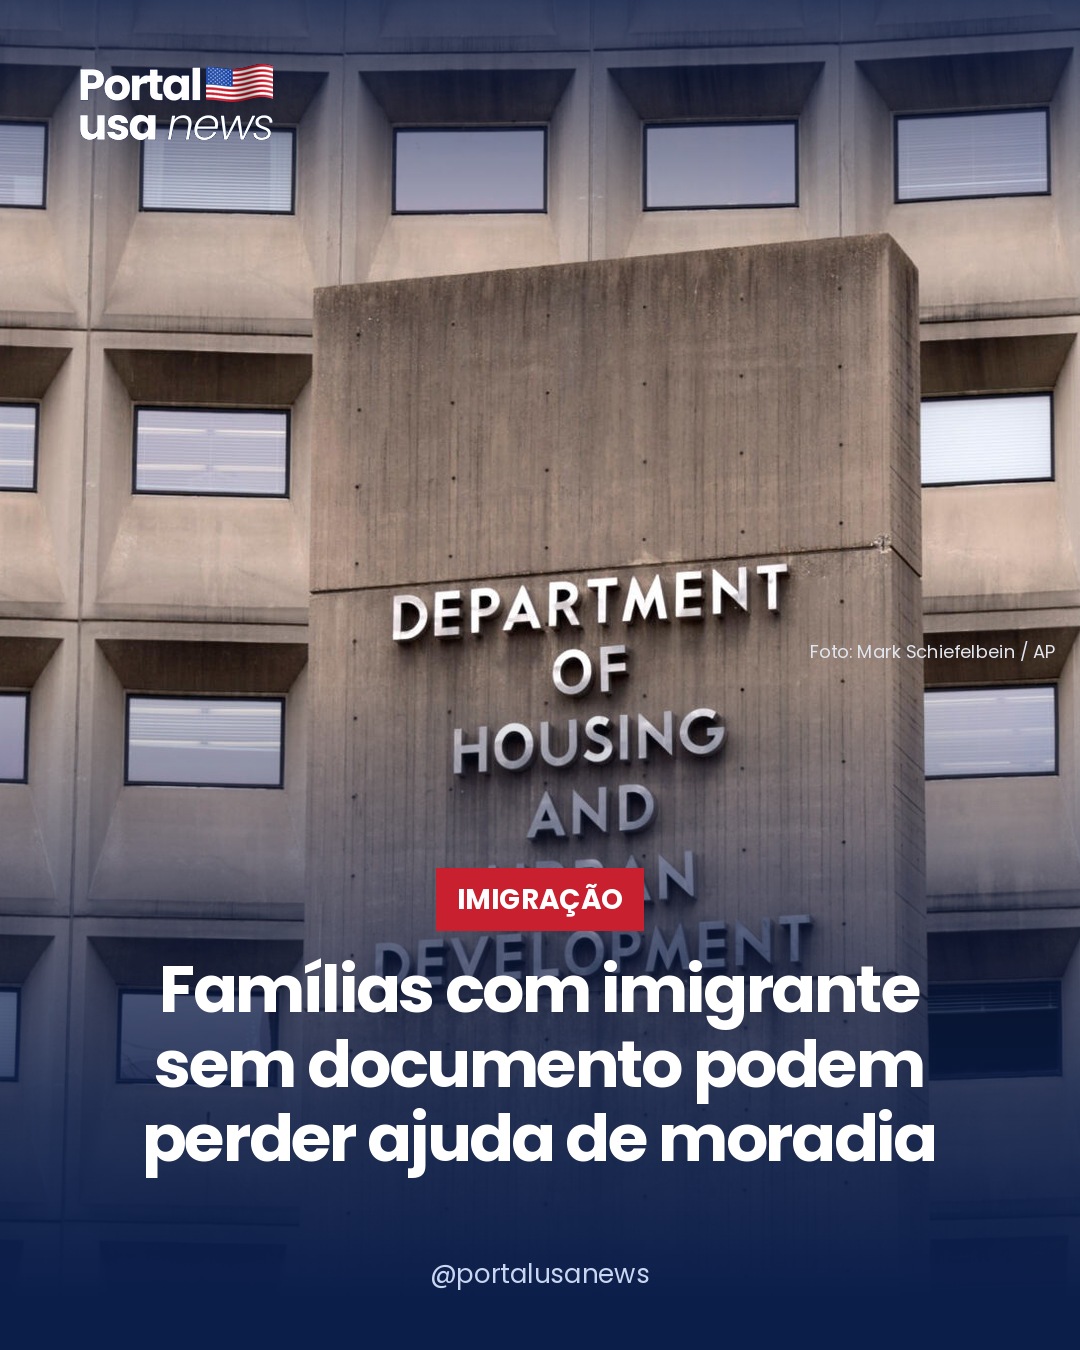 Portal
usa news
DEPARTMENT
OF
HOUSING
AND
Foto: Mark Schiefelbein / AP
IMIGRAÇÃO
DEVELOPMENT
Famílias com imigrante
sem documento podem
perder ajuda de moradia
@portalusanews